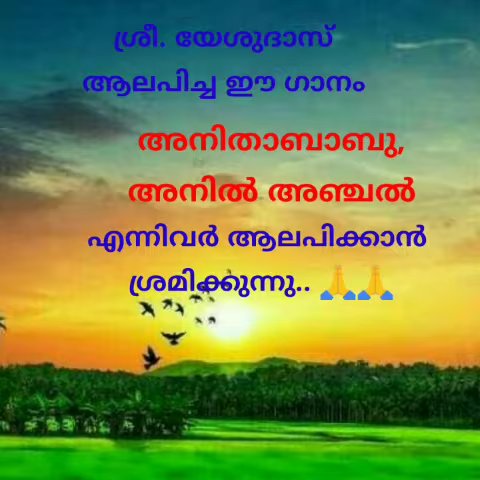 ശ്രീ. യേശുദാസ്
ആലപിച്ച ഈ ഗാനം
അനിതാബാബു,
അനിൽ അഞ്ചൽ
എന്നിവർ ആലപിക്കാൻ
ശ്രമിക്കുന്നു.. 🙏🙏